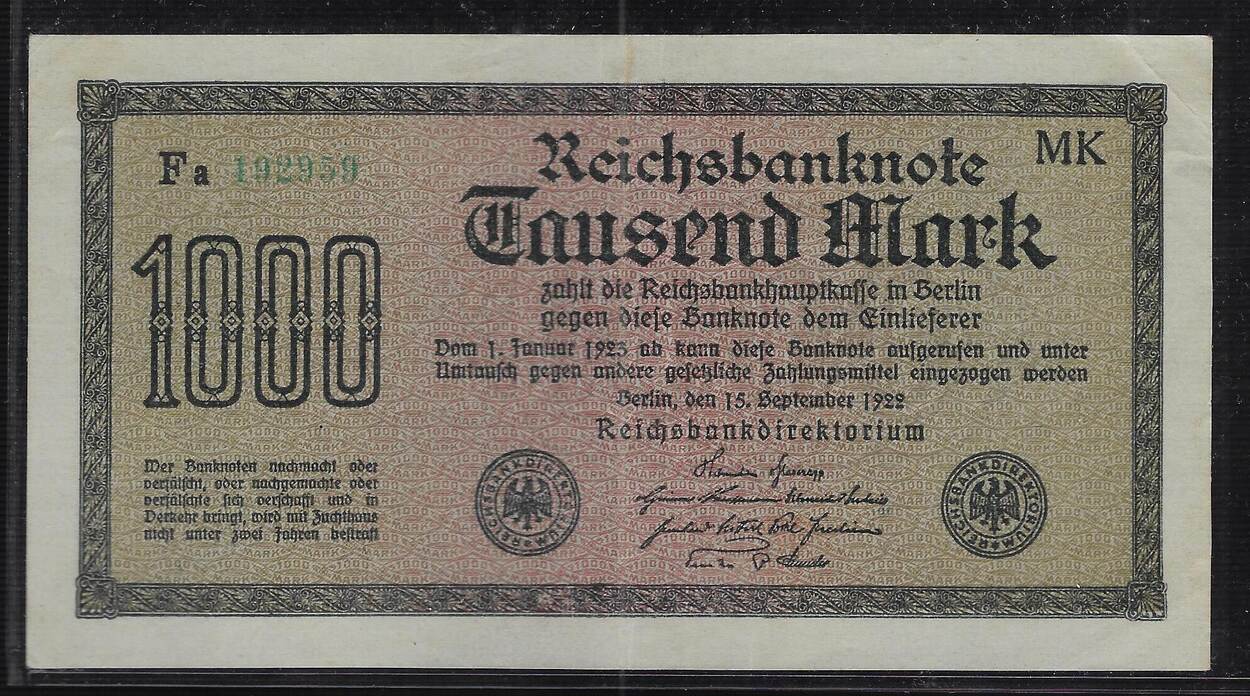 Fa 192959
Reichsbanknote
MK
Tausend Mark
1000
zahlt die Reichsbankhauptkasse in Berlin
gegen diese Banknote dem Einlieferer
Vom 1. Januar 1923 ab kann diese Banknote aufgerufen und unter
Umtausch gegen andere gesetzliche Zahlungsmittel eingezogen werden
Berlin, den 15. September 1922
Reichsbankdirektorium
Wer Banknoten nachmacht oder
verfälscht, oder nachgemachte oder
verfälschte sich verschafft und in
Verkehr bringt, wird mit Zuchthaus
nicht unter zwei Jahren bestraft
REICHSBANKDIREKTORIUM
REICHSBANKDIREKTORIUM